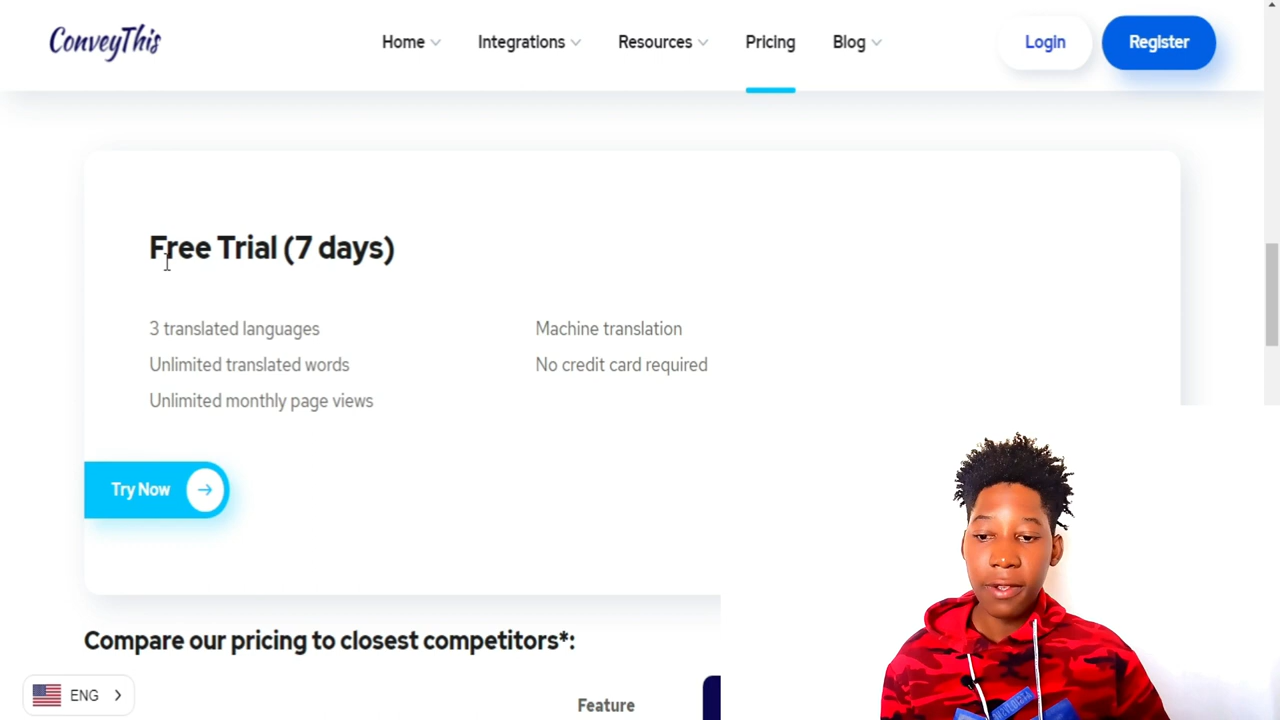 ConveyThis
Home
Integrations
Resources
Pricing
Blog
Login
Register
Free Trial (7 days)
3 translated languages
Machine translation
Unlimited translated words
No credit card required
Unlimited monthly page views
Try Now
Compare our pricing to closest competitors*:
ENG
Feature